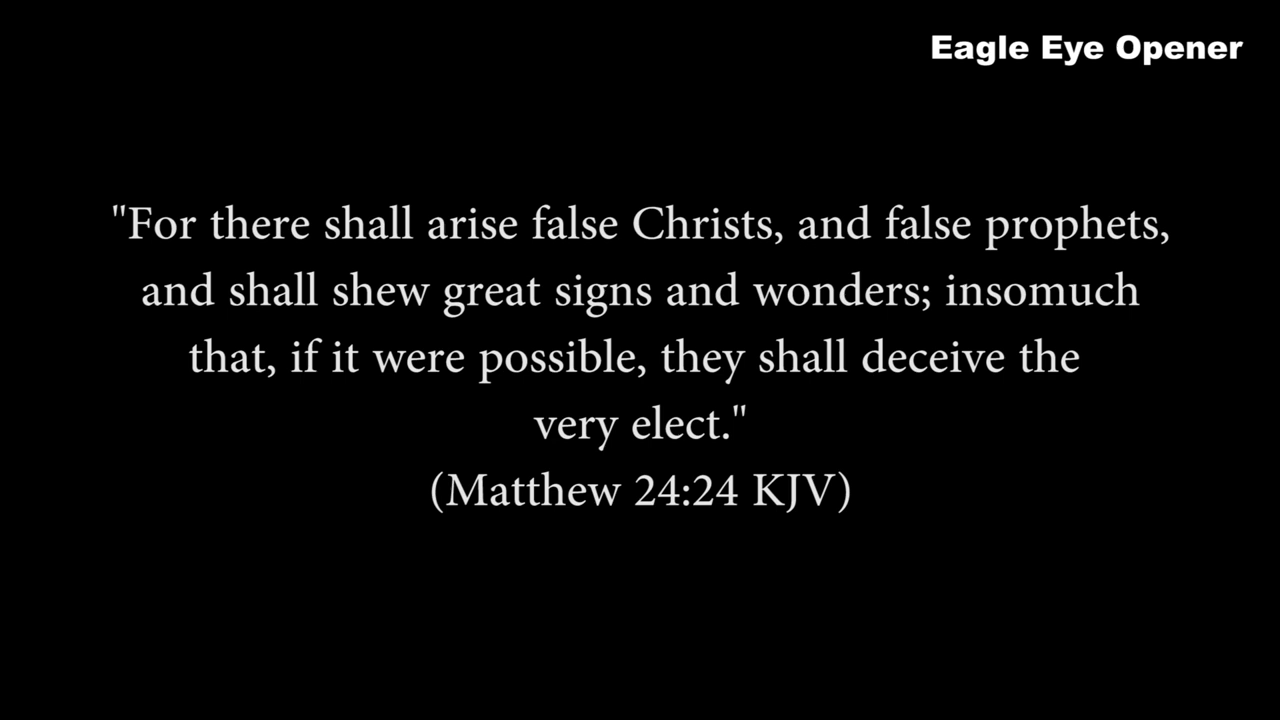 Eagle Eye Opener
"For there shall arise false Christs, and false prophets,
and shall shew great signs and wonders; insomuch
that, if it were possible, they shall deceive the
very elect."
(Matthew 24:24 KJV)